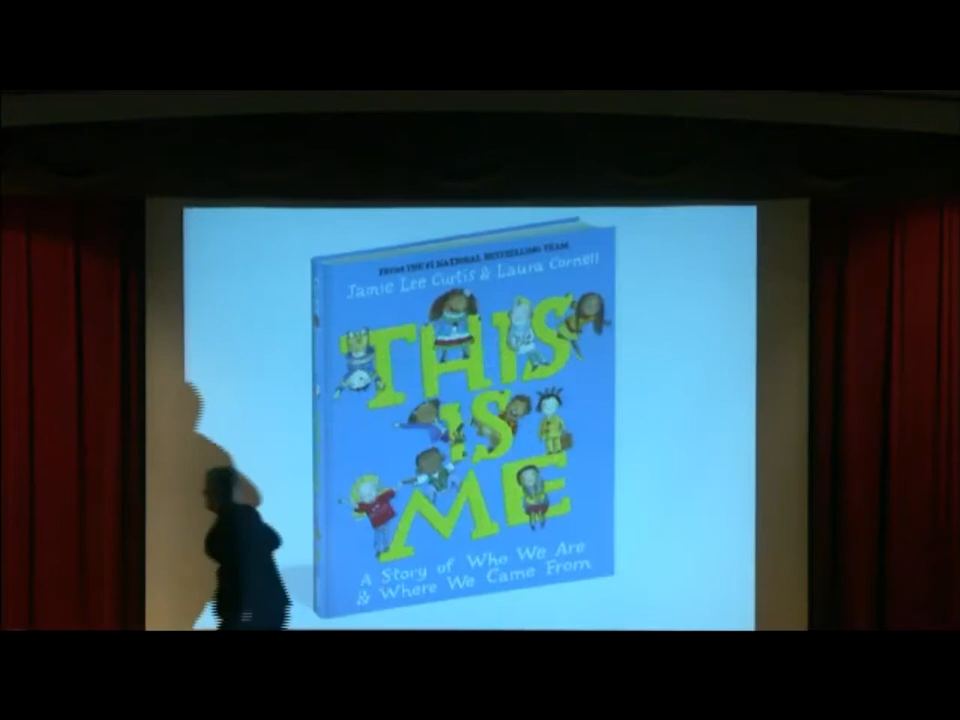 FROM THE #1 NATIONAL BESTSELLING TEAM
Jamie Lee Curtis & Laura Cornell
THIS
IS
ME
A Story of Who We Are
& Where We Came From